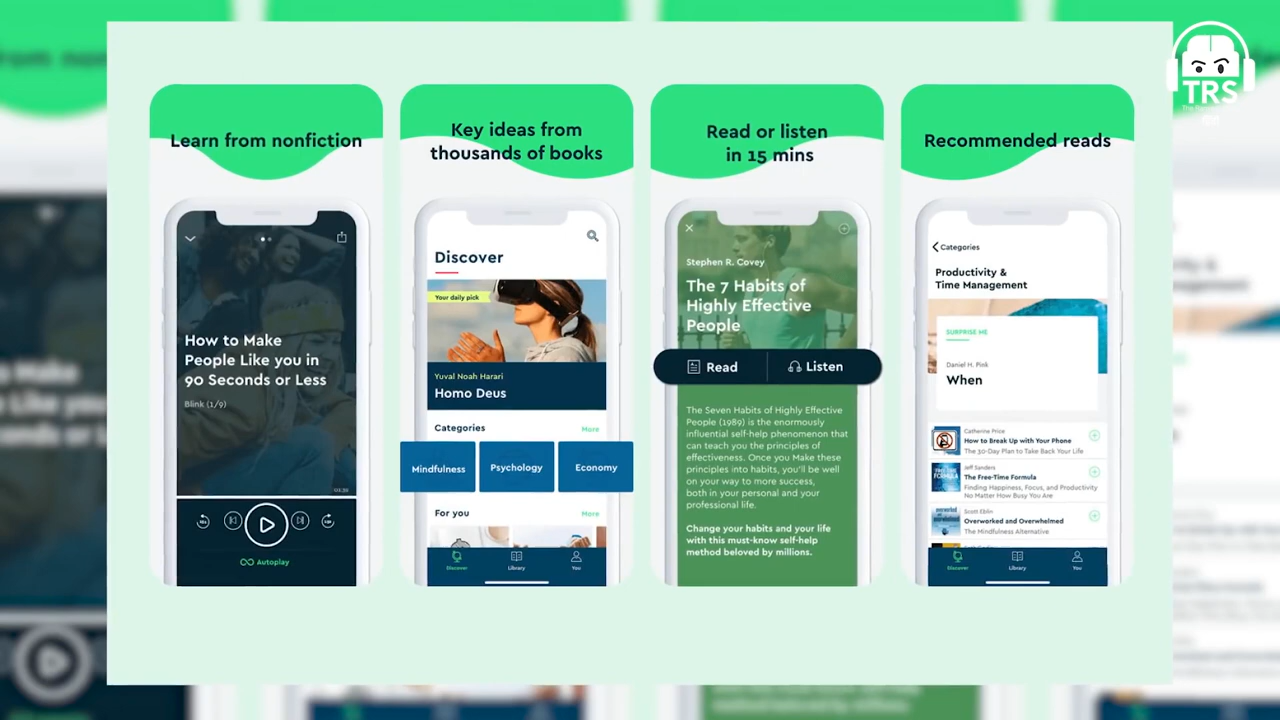 TRS
Learn from nonfiction
How to Make
People Like you in
90 Seconds or Less
Blink (1/9)
Autoplay
Key ideas from
thousands of books
Discover
Your daily pick
Yuval Noah Harari
Homo Deus
Categories
More
Mindfulness
Psychology
Economy
For you
More
Discover
Library
You
Read or listen
in 15 mins
Stephen R. Covey
The 7 Habits of
Highly Effective
People
Read
Listen
The Seven Habits of Highly Effective
People (1989) is the enormously
influential self-help phenomenon that
can teach you the principles of
effectiveness. Once you Make these
principles into habits, you'll be well
on your way to more success,
both in your personal and your
professional life.
Change your habits and your life
with this must-know self-help
method beloved by millions.
Recommended reads
Categories
Productivity &
Time Management
SURPRISE ME
Daniel H. Pink
When
Catherine Price
How to Break Up with Your Phone
The 30-Day Plan to Take Back Your Life
Jeff Sanders
The Free-Time Formula
Finding Happiness, Focus, and Productivity
No Matter How Busy You Are
Scott Eblin
Overworked and Overwhelmed
The Mindfulness Alternative
Discover
Library
You